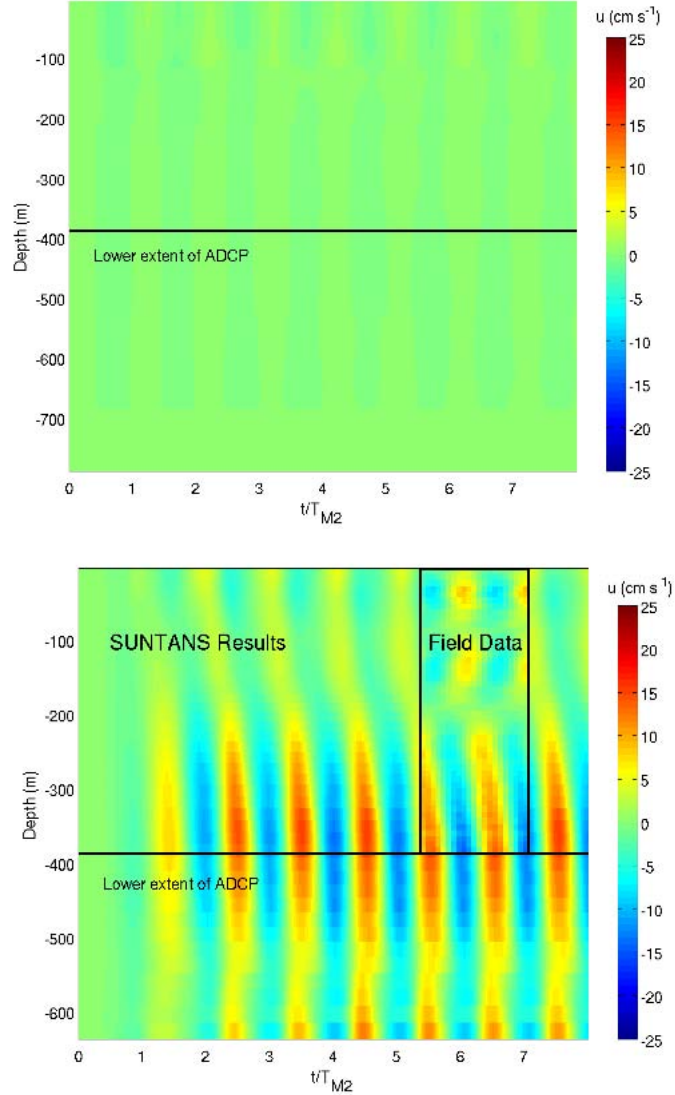 u (cm s-1)
25
20
15
10
5
0
-5
-10
-15
-20
-25
-100
-200
-300
-400
-500
-600
-700
Depth (m)
Lower extent of ADCP
0 1 2 3 4 5 6 7
t/TM2
u (cm s-1)
25
20
15
10
5
0
-5
-10
-15
-20
-25
SUNTANS Results
Field Data
-100
-200
-300
-400
-500
-600
Depth (m)
Lower extent of ADCP
0 1 2 3 4 5 6 7
t/TM2